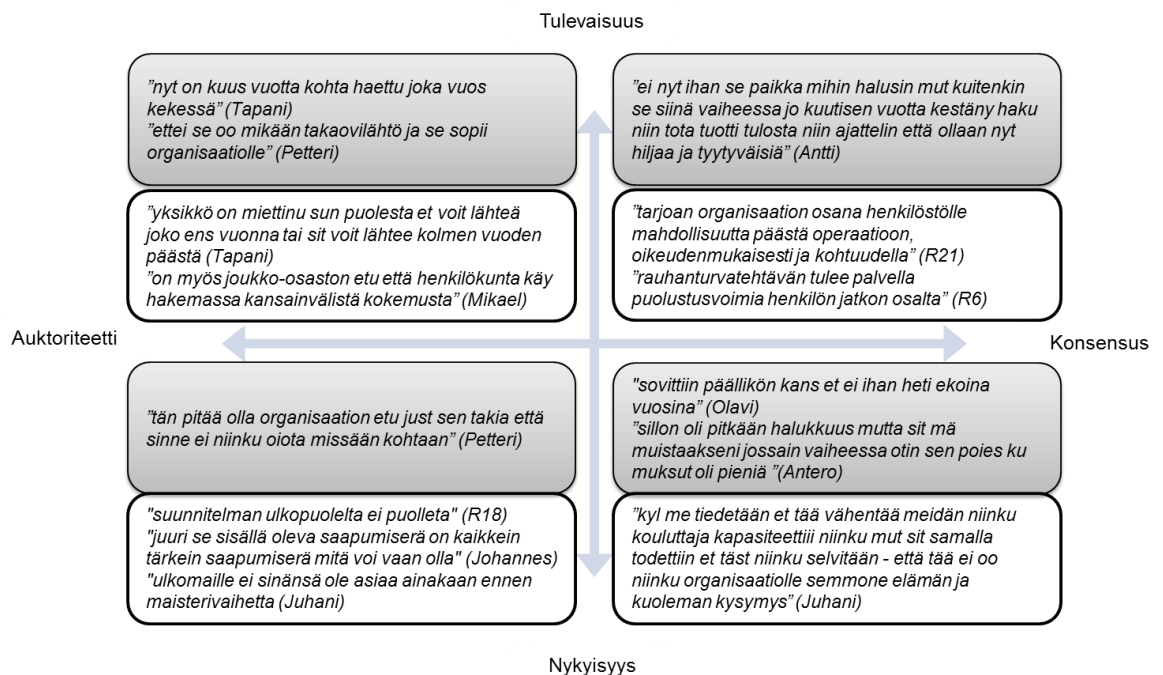 Tulevaisuus
”nyt on kuus vuotta kohta haettu joka vuos
kekessä” (Tapani)
”ettei se oo mikään takaovilähtö ja se sopii
organisaatiolle” (Petteri)
”ei nyt ihan se paikka mihin halusin mut kuitenkin
se siinä vaiheessa jo kuutisen vuotta kestäny haku
niin tota tuotti tulosta niin ajattelin että ollaan nyt
hiljaa ja tyytyväisiä” (Antti)
”yksikkö on miettinu sun puolesta et voit lähteä
joko ens vuonna tai sit voit lähtee kolmen vuoden
päästä (Tapani)
”on myös joukko-osaston etu että henkilökunta käy
hakemassa kansainvälistä kokemusta” (Mikael)
”tarjoan organisaation osana henkilöstölle
mahdollisuutta päästä operaatioon,
oikeudenmukaisesti ja kohtuudella” (R21)
”rauhanturvatehtävän tulee palvella
puolustusvoimia henkilön jatkon osalta” (R6)
Auktoriteetti
Konsensus
”tän pitää olla organisaation etu just sen takia että
sinne ei niinku oiota missään kohtaan” (Petteri)
"sovittiin päällikön kans et ei ihan heti ekoina
vuosina” (Olavi)
”sillon oli pitkään halukkuus mutta sit mä
muistaakseni jossain vaiheessa otin sen poies ku
muksut oli pieniä ”(Antero)
"suunnitelman ulkopuolelta ei puolleta" (R18)
"juuri se sisällä oleva saapumiserä on kaikkein
tärkein saapumiserä mitä voi vaan olla" (Johannes)
"ulkomaille ei sinänsä ole asiaa ainakaan ennen
maisterivaihetta (Juhani)
”kyl me tiedetään et tää vähentää meidän niinku
kouluttaja kapasiteettiii niinku mut sit samalla
todettiin et täst niinku selvitään - että tää ei oo
niinku organisaatiolle semmone elämän ja
kuoleman kysymys” (Juhani)
Nykyisyys